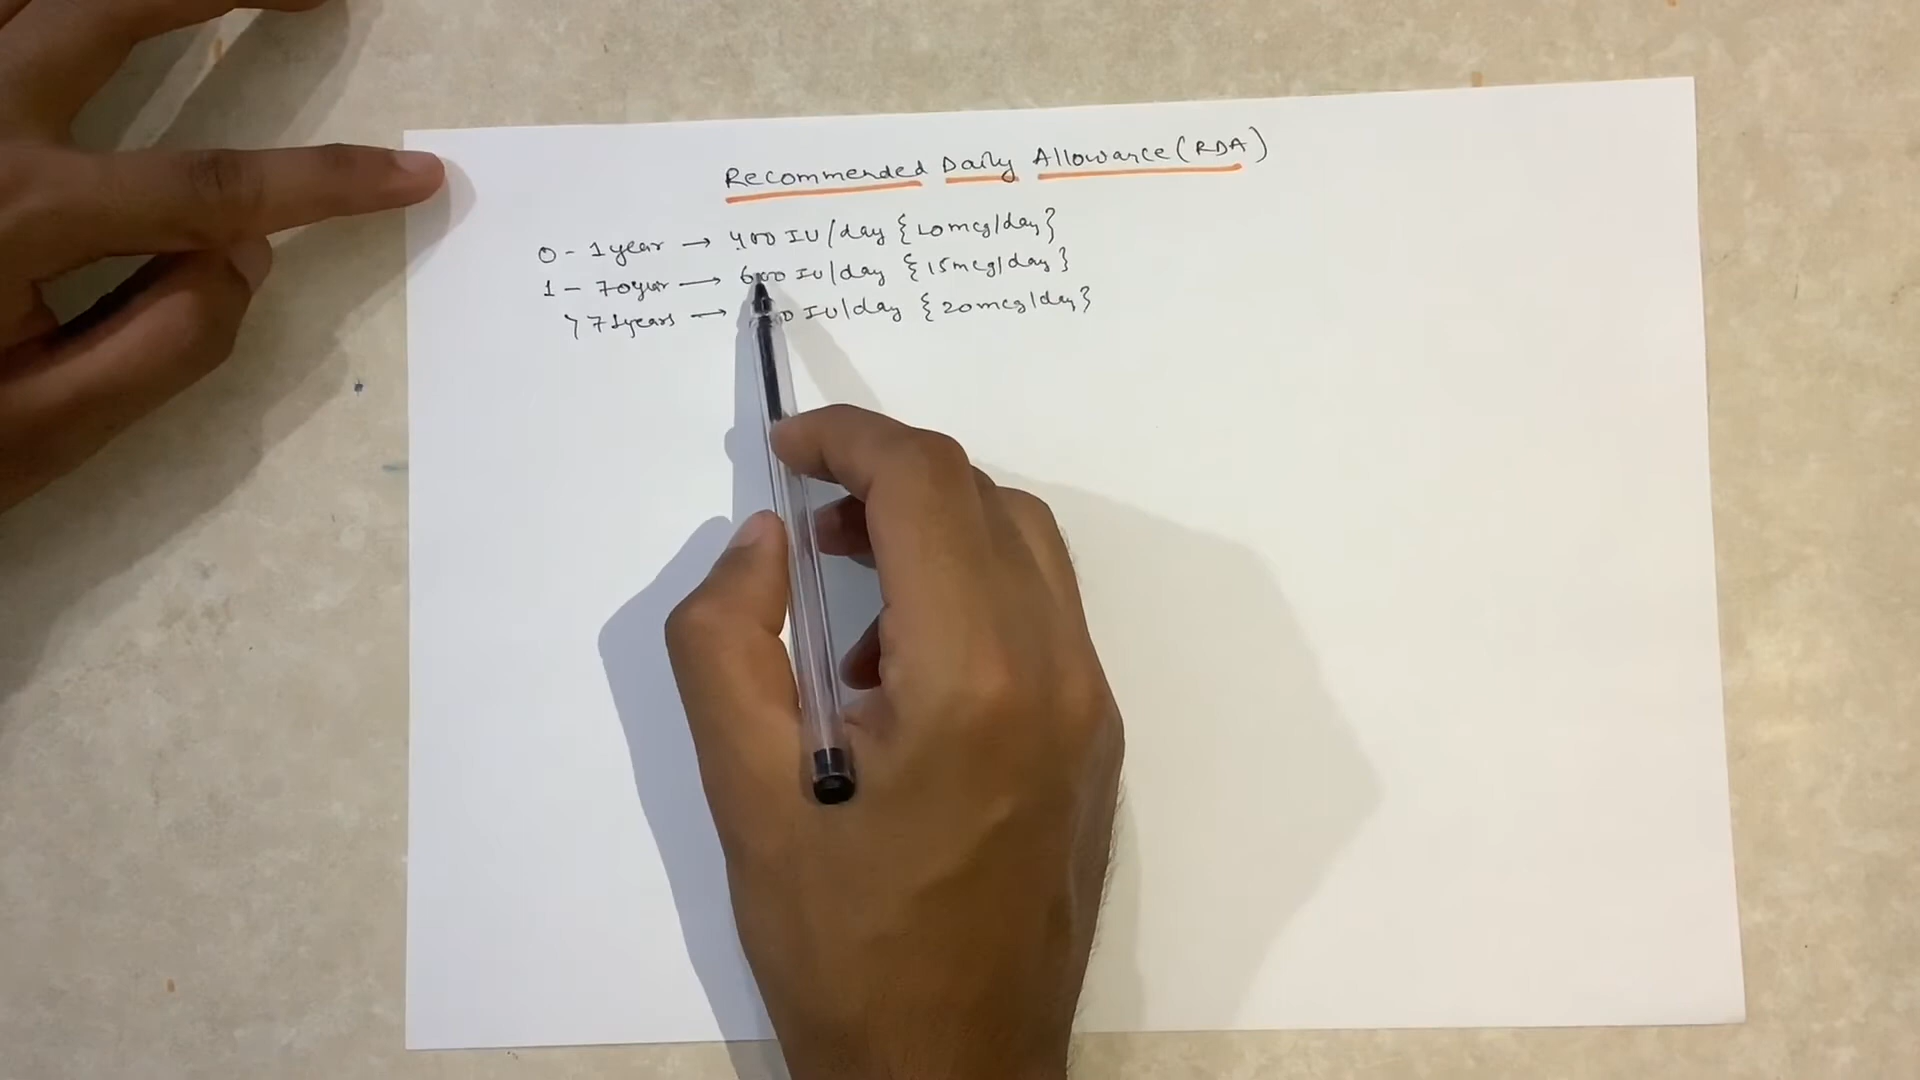 Recommended Daily Allowance (RDA)
0 - 1 year → 400 IU/day {10mcg/day}
1 - 70 year → 600 IU/day {15mcg/day}
> 71 years → IU/day {20mcg/day}